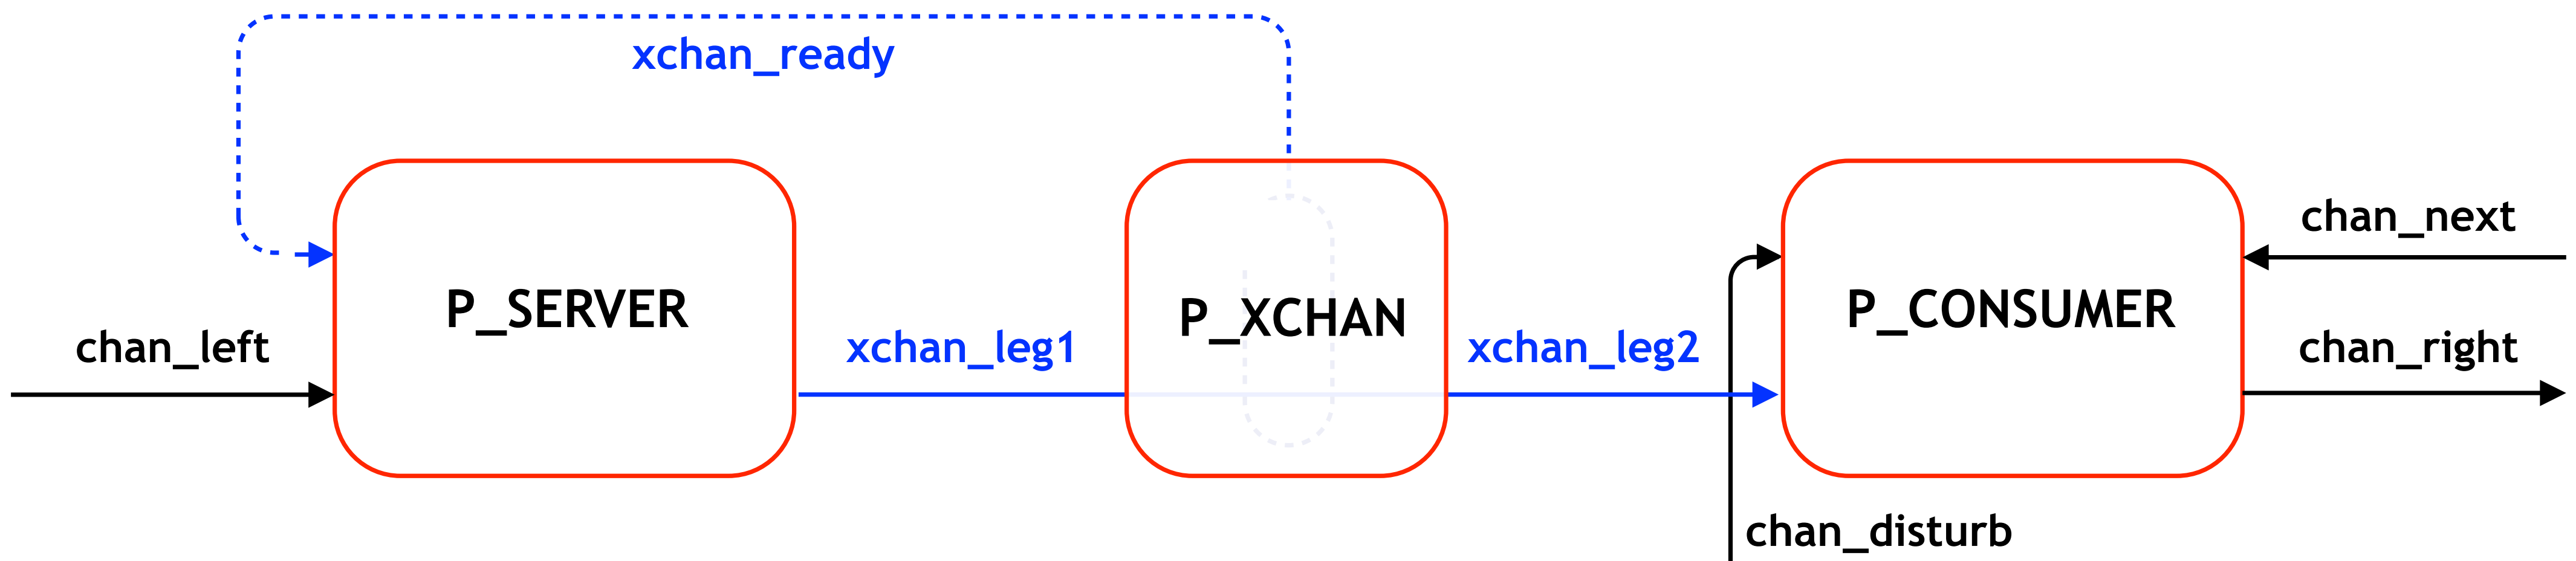 xchan_ready
chan_left
P_SERVER
xchan_leg1
P_XCHAN
xchan_leg2
P_CONSUMER
chan_next
chan_right
chan_disturb